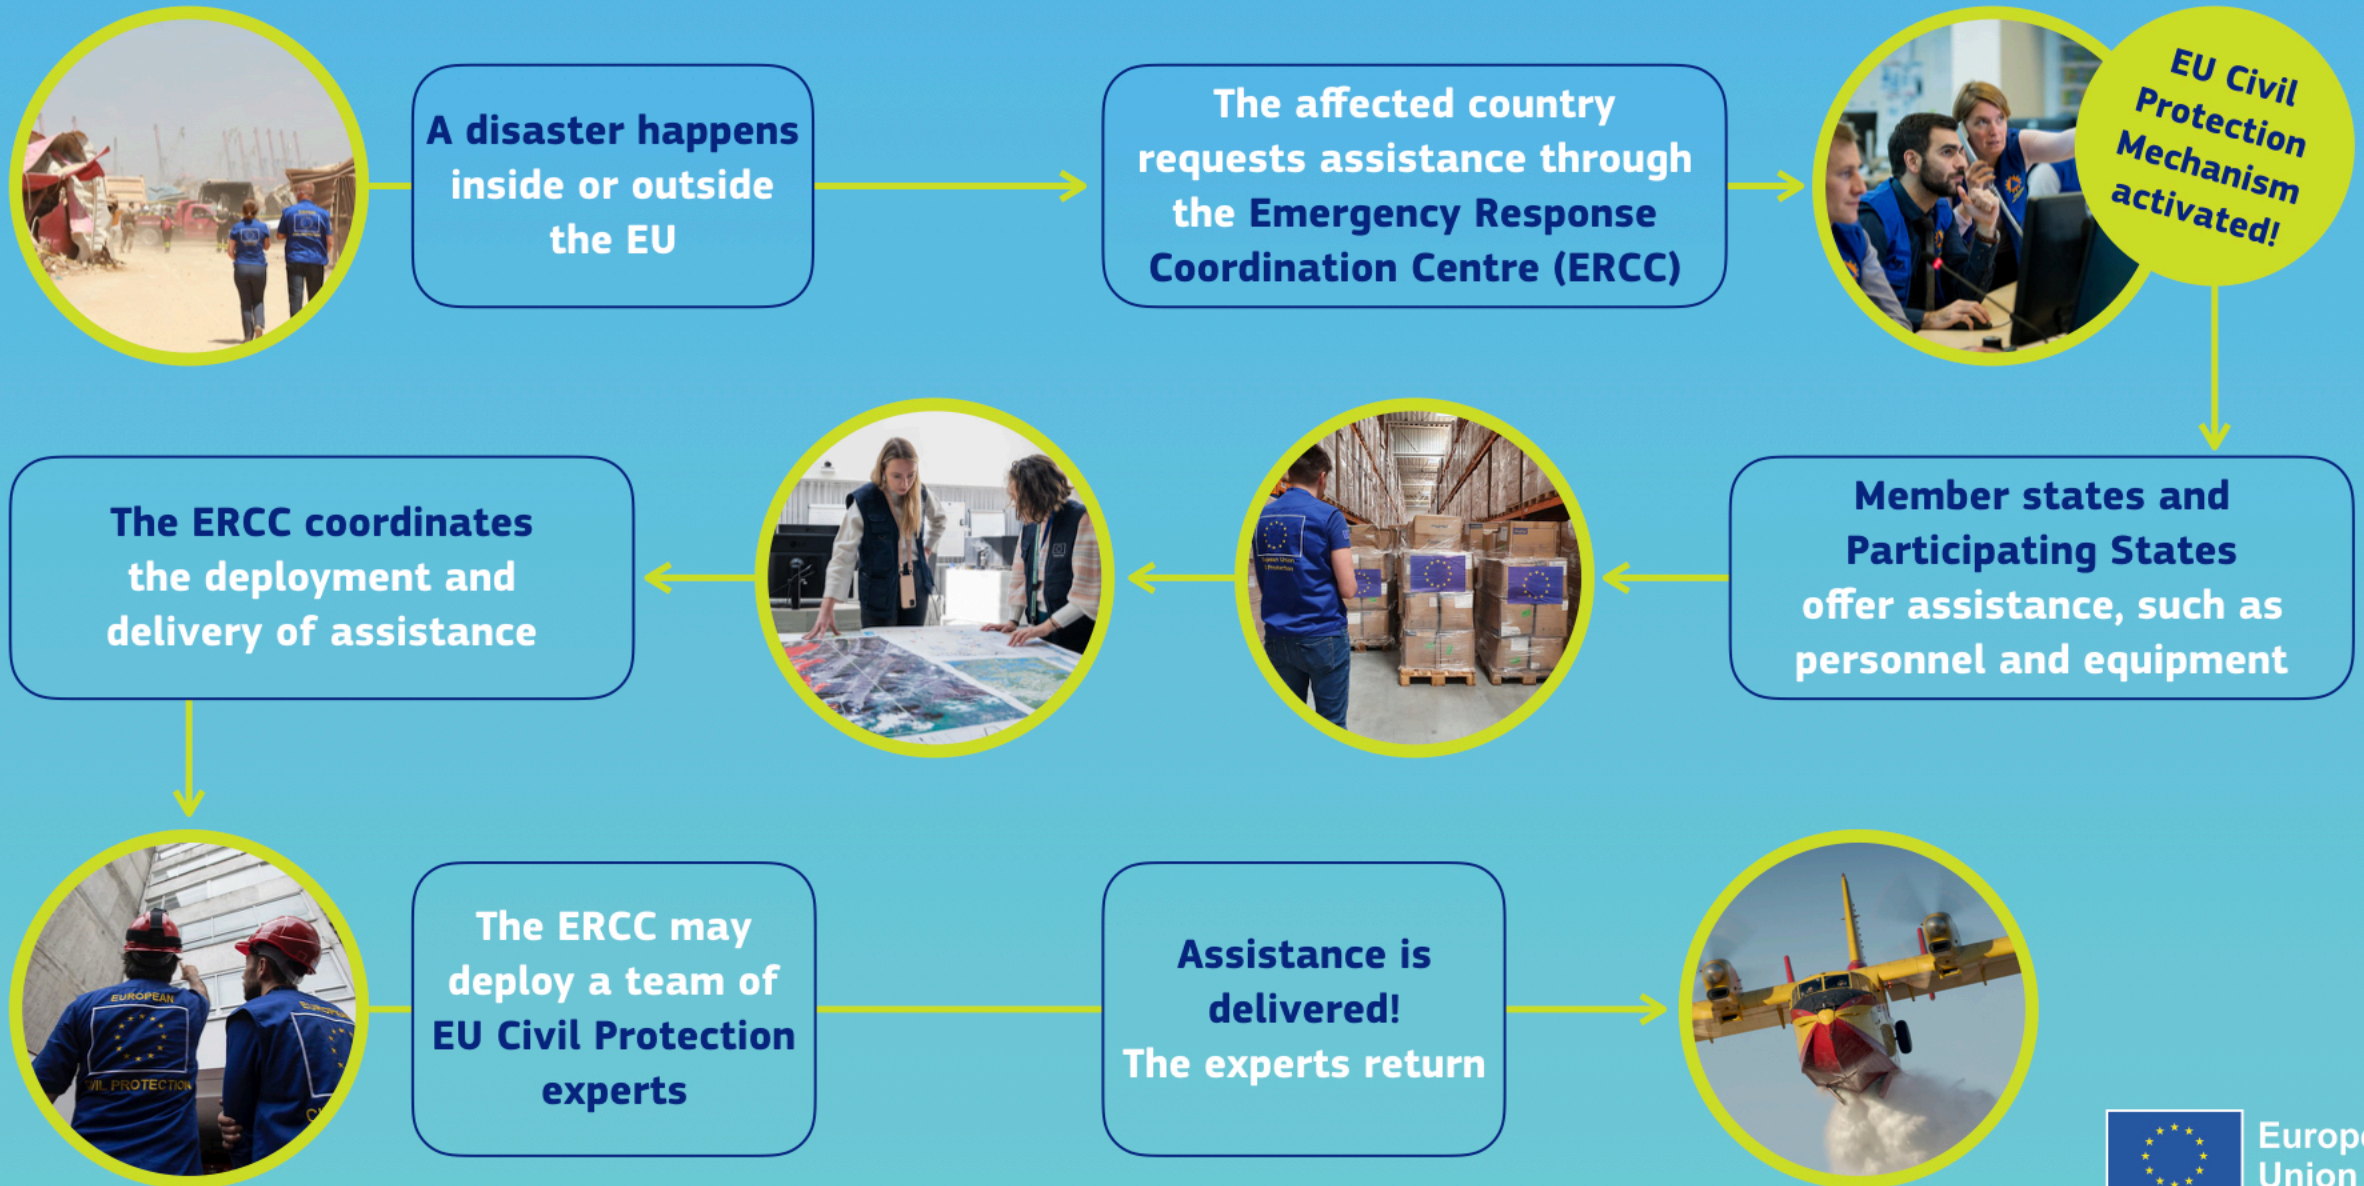 A disaster happens
inside or outside
the EU
The affected country
requests assistance through
the Emergency Response
Coordination Centre (ERCC)
EU Civil
Protection
Mechanism
activated!
Member states and
Participating States
offer assistance, such as
personnel and equipment
The ERCC coordinates
the deployment and
delivery of assistance
EUROPEAN
PROTECTION
The ERCC may
deploy a team of
EU Civil Protection
experts
Assistance is
delivered!
The experts return
Union